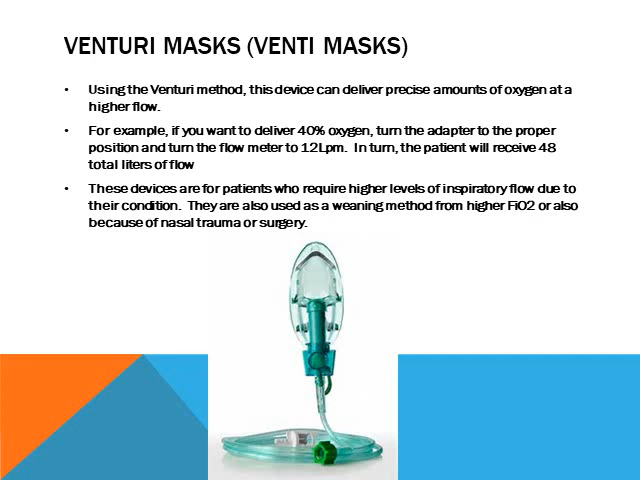 VENTURI MASKS (VENTI MASKS)
• Using the Venturi method, this device can deliver precise amounts of oxygen at a
higher flow.
• For example, if you want to deliver 40% oxygen, turn the adapter to the proper
position and turn the flow meter to 12Lpm. In turn, the patient will receive 48
total liters of flow
• These devices are for patients who require higher levels of inspiratory flow due to
their condition. They are also used as a weaning method from higher FiO2 or also
because of nasal trauma or surgery.